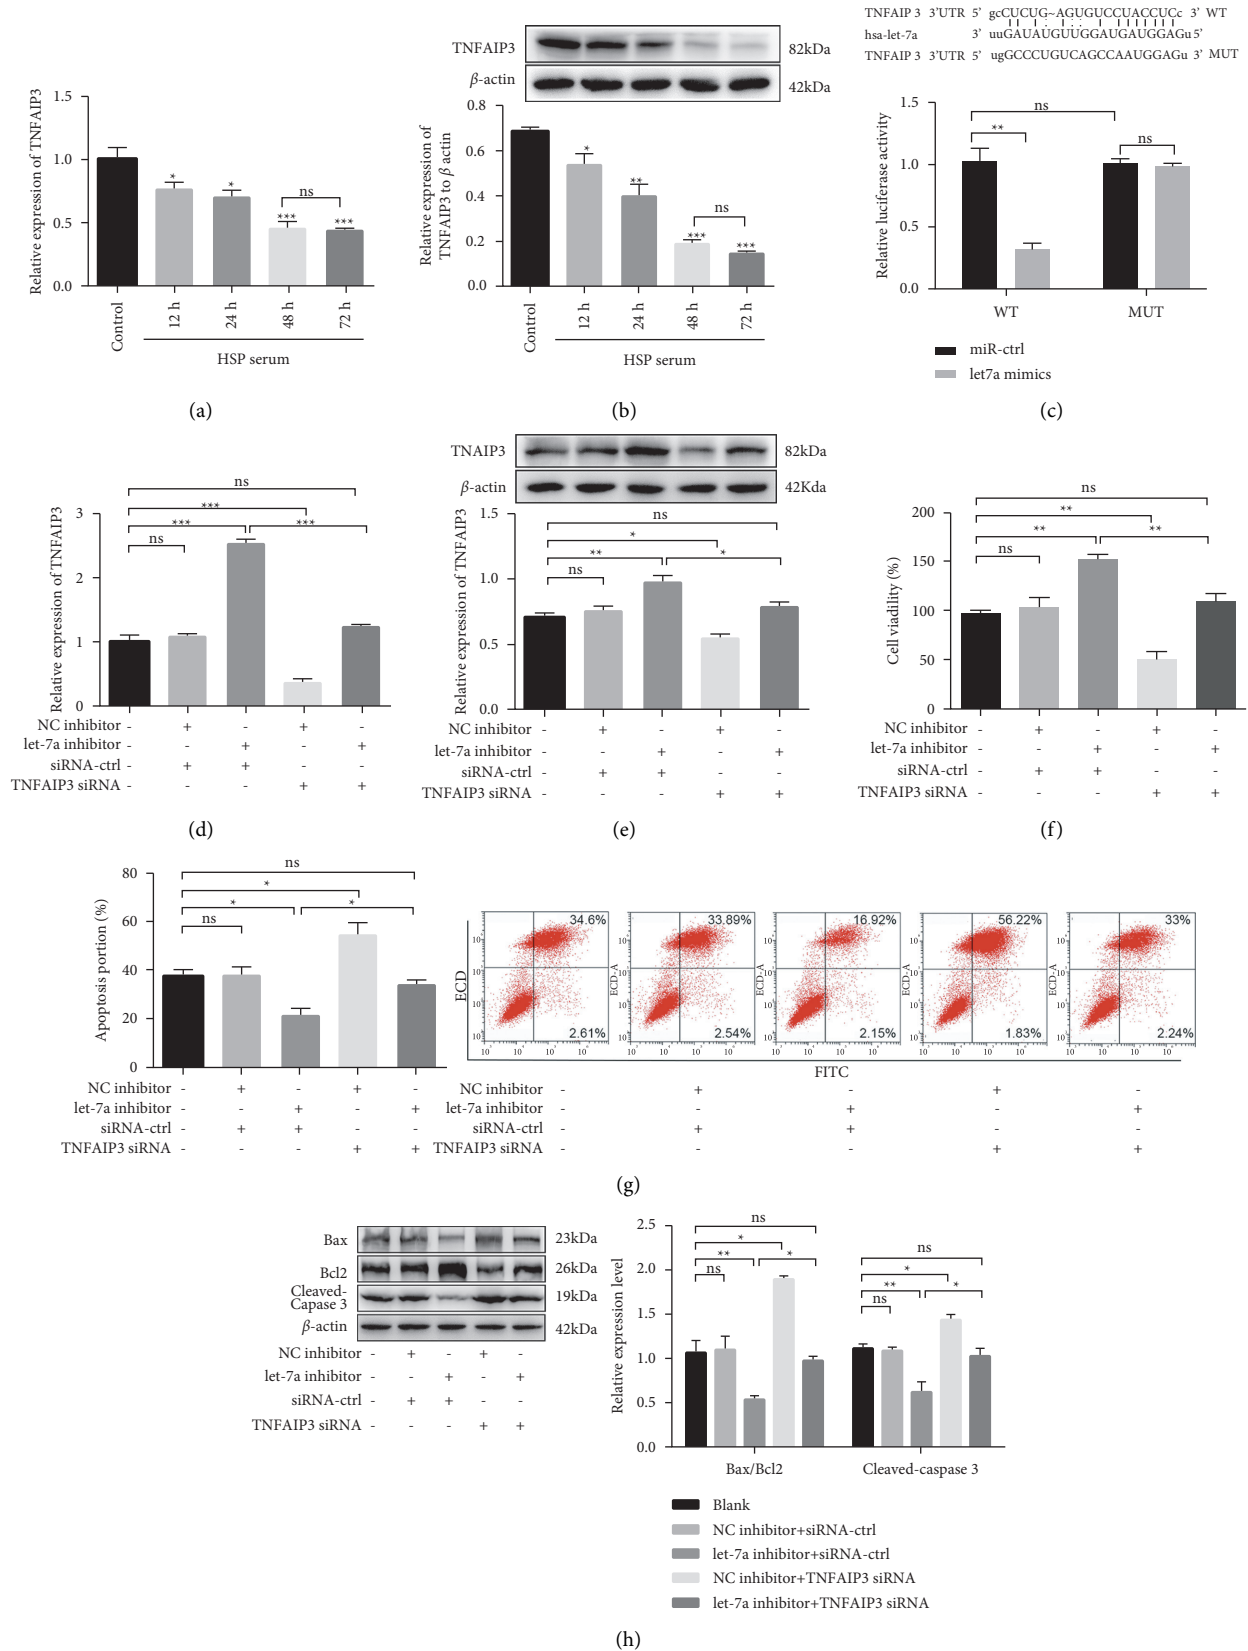 TNFAIP3
82kDa
β-actin
42kDa
TNFAIP 3 3'UTR 5' gcCUCUG~AGUGUCCUACCUCc 3' WT
hsa-let-7a 3' uuGAUAUGUUGGAUGAUGGAGu 5'
TNFAIP 3 3'UTR 5' ugGCCCUGUCAGCCAAUGGAGu 3' MUT
Relative expression of TNFAIP3
1.5
1.0
0.5
0.0
*
*
***
ns
***
Control
12 h
24 h
48 h
72 h
HSP serum
(a)
Relative expression of
TNFAIP3 to β actin
0.8
0.6
0.4
0.2
0.0
*
**
***
ns
***
Control
12 h
24 h
48 h
72 h
HSP serum
(b)
Relative luciferase activity
1.5
1.0
0.5
0.0
ns
**
ns
WT
MUT
miR-ctrl
let7a mimics
(c)
Relative expression of TNFAIP3
3
2
1
0
ns
***
***
***
ns
NC inhibitor - + - + -
let-7a inhibitor - - + - +
siRNA-ctrl - + + - -
TNFAIP3 siRNA - - - + +
(d)
TNAIP3
82kDa
β-actin
42Kda
Relative expression of TNFAIP3
1.5
1.0
0.5
0.0
ns
*
**
*
ns
NC inhibitor - + - + -
let-7a inhibitor - - + - +
siRNA-ctrl - + + - -
TNFAIP3 siRNA - - - + +
(e)
Cell viadility (%)
200
150
100
50
0
ns
**
**
**
ns
NC inhibitor - + - + -
let-7a inhibitor - - + - +
siRNA-ctrl - + + - -
TNFAIP3 siRNA - - - + +
(f)
Apoptosis portion (%)
80
60
40
20
0
ns
*
*
*
ns
NC inhibitor - + - + -
let-7a inhibitor - - + - +
siRNA-ctrl - + + - -
TNFAIP3 siRNA - - - + +
ECD
34.6%
2.61%
33.89%
2.54%
ECD-A
16.92%
2.15%
ECD-A
56.22%
1.83%
ECD-A
33%
2.24%
ECD-A
FITC
NC inhibitor - + - + -
let-7a inhibitor - - + - +
siRNA-ctrl - + + - -
TNFAIP3 siRNA - - - + +
(g)
Bax
23kDa
Bcl2
26kDa
Cleaved-
Capase 3
19kDa
β-actin
42kDa
NC inhibitor - + - + -
let-7a inhibitor - - + - +
siRNA-ctrl - + + - -
TNFAIP3 siRNA - - - + +
Relative expression level
2.5
2.0
1.5
1.0
0.5
0.0
ns
*
**
*
ns
ns
*
**
*
ns
Bax/Bcl2
Cleaved-caspase 3
Blank
NC inhibitor+siRNA-ctrl
let-7a inhibitor+siRNA-ctrl
NC inhibitor+TNFAIP3 siRNA
let-7a inhibitor+TNFAIP3 siRNA
(h)